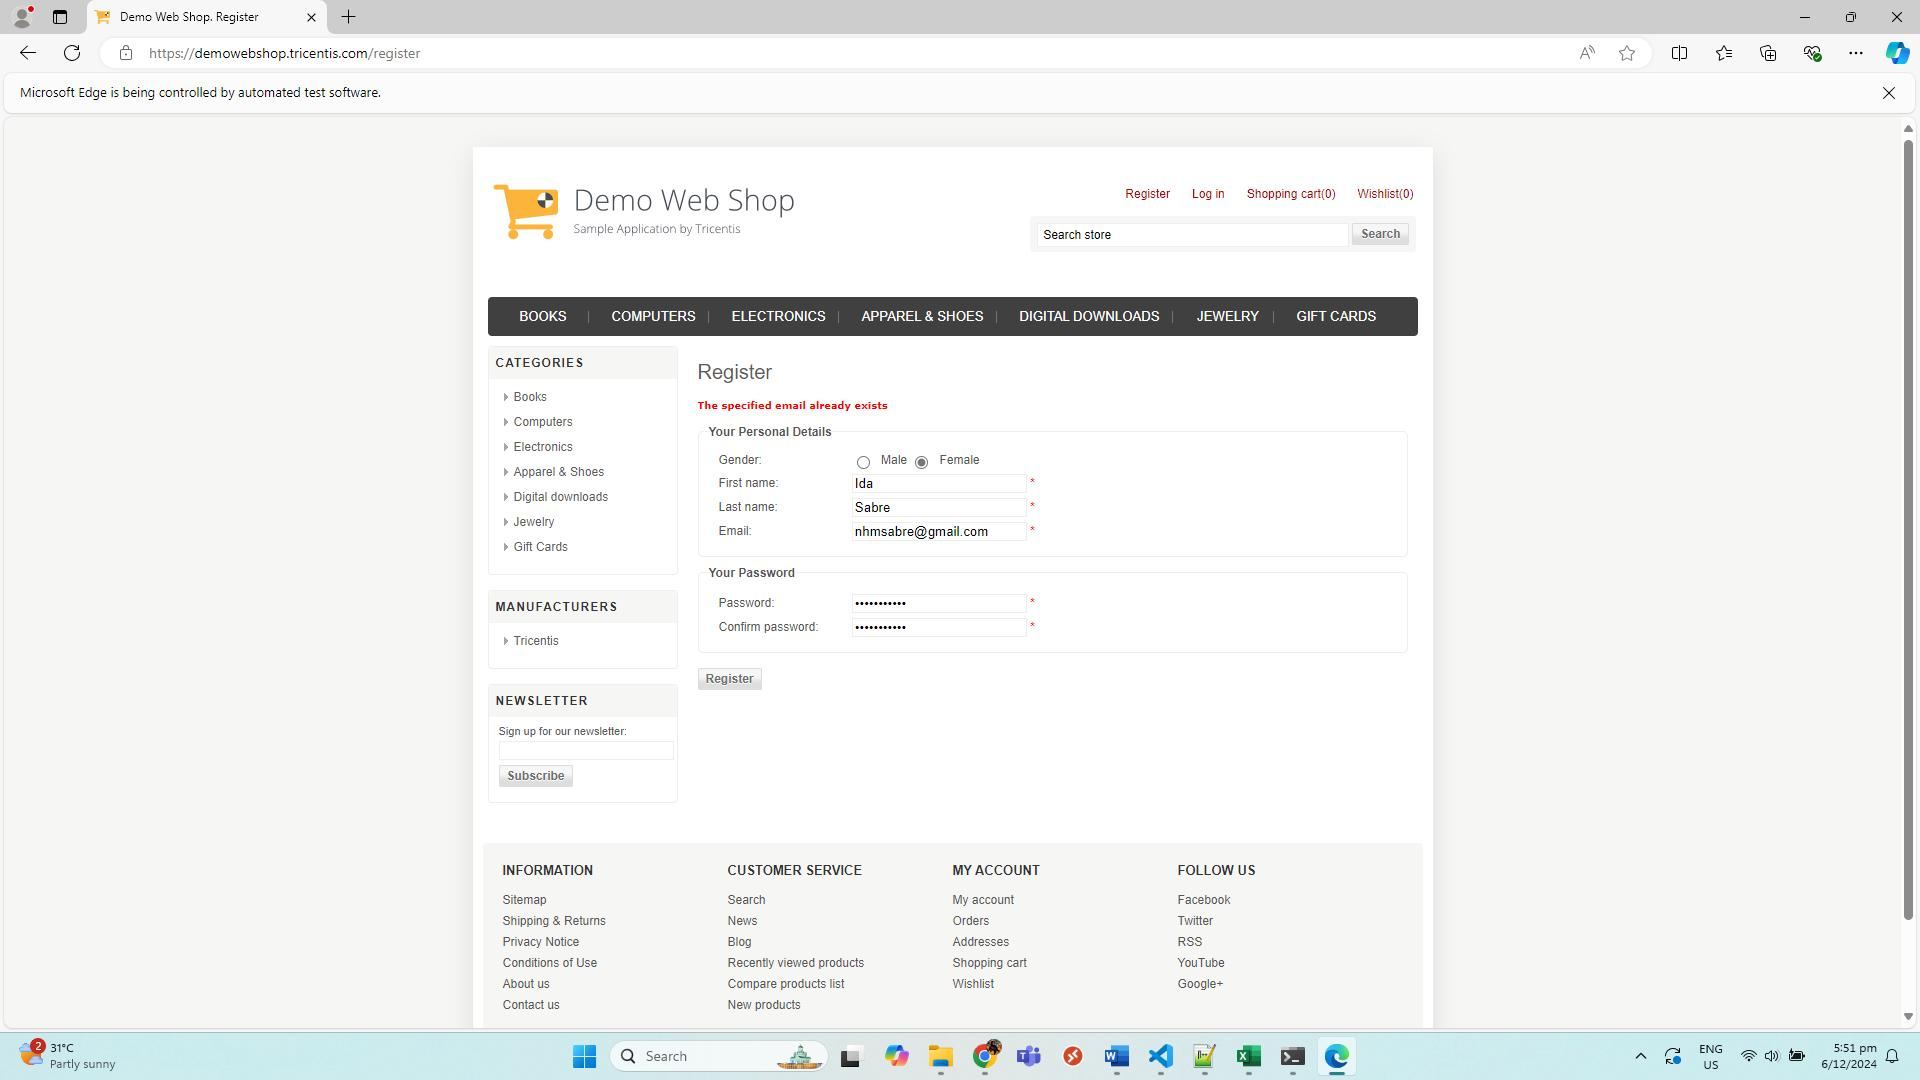 Demo Web Shop. Register
https://demowebshop.tricentis.com/register
Microsoft Edge is being controlled by automated test software.
Demo Web Shop
Sample Application by Tricentis
Register Log in Shopping cart(0) Wishlist(0)
Search store Search
BOOKS COMPUTERS ELECTRONICS APPAREL & SHOES DIGITAL DOWNLOADS JEWELRY GIFT CARDS
CATEGORIES
Books
Computers
Electronics
Apparel & Shoes
Digital downloads
Jewelry
Gift Cards
MANUFACTURERS
Tricentis
NEWSLETTER
Sign up for our newsletter:
Subscribe
Register
The specified email already exists
Your Personal Details
Gender: Male Female
First name: Ida *
Last name: Sabre *
Email: nhmsabre@gmail.com *
Your Password
Password: ••••••••••• *
Confirm password: ••••••••••• *
Register
INFORMATION
Sitemap
Shipping & Returns
Privacy Notice
Conditions of Use
About us
Contact us
CUSTOMER SERVICE
Search
News
Blog
Recently viewed products
Compare products list
New products
MY ACCOUNT
My account
Orders
Addresses
Shopping cart
Wishlist
FOLLOW US
Facebook
Twitter
RSS
YouTube
Google+
2
31°C
Partly sunny
Search
ENG
US
5:51 pm
6/12/2024